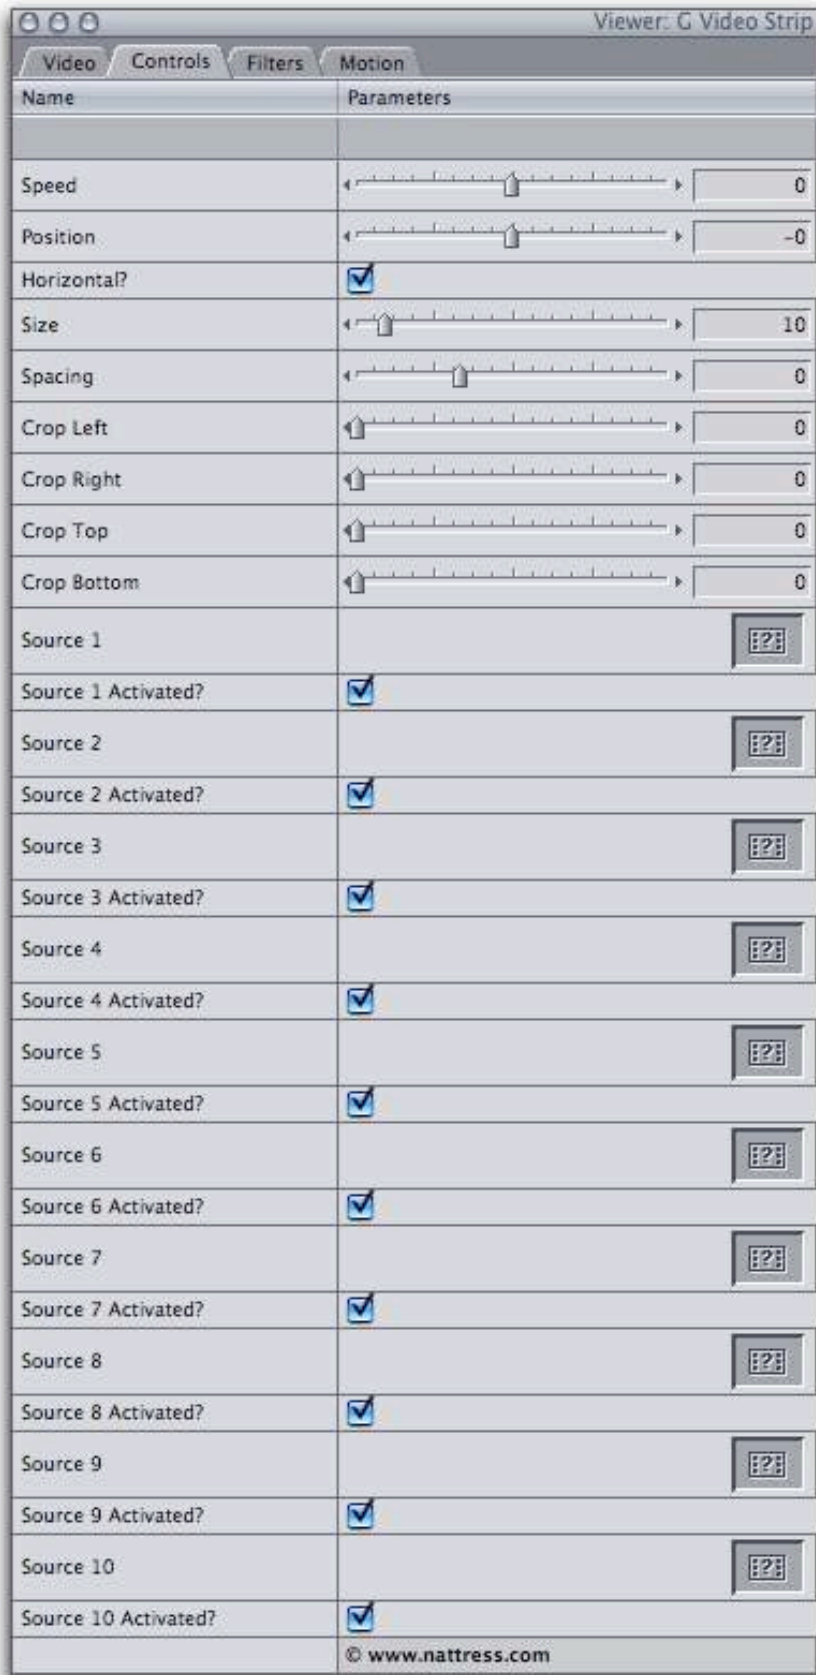 Viewer: G Video Strip
Video Controls Filters Motion
Name Parameters
Speed 0
Position -0
Horizontal?
Size 10
Spacing 0
Crop Left 0
Crop Right 0
Crop Top 0
Crop Bottom 0
Source 1 ?
Source 1 Activated?
Source 2 ?
Source 2 Activated?
Source 3 ?
Source 3 Activated?
Source 4 ?
Source 4 Activated?
Source 5 ?
Source 5 Activated?
Source 6 ?
Source 6 Activated?
Source 7 ?
Source 7 Activated?
Source 8 ?
Source 8 Activated?
Source 9 ?
Source 9 Activated?
Source 10 ?
Source 10 Activated?
© www.nattress.com